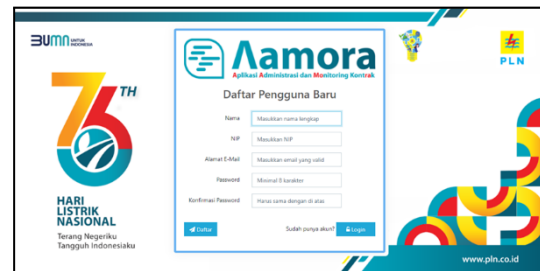 BUMN UNTUK INDONESIA
76 TH
HARI
LISTRIK
NASIONAL
Terang Negeriku
Tangguh Indonesiaku
Aamora
Aplikasi Administrasi dan Monitoring Kontrak
Daftar Pengguna Baru
Nama Masukkan nama lengkap
NIP Masukkan NIP
Alamat E-Mail Masukkan email yang valid
Password Minimal 8 karakter
Konfirmasi Password Harus sama dengan di atas
Daftar Sudah punya akun? Login
PLN
www.pln.co.id